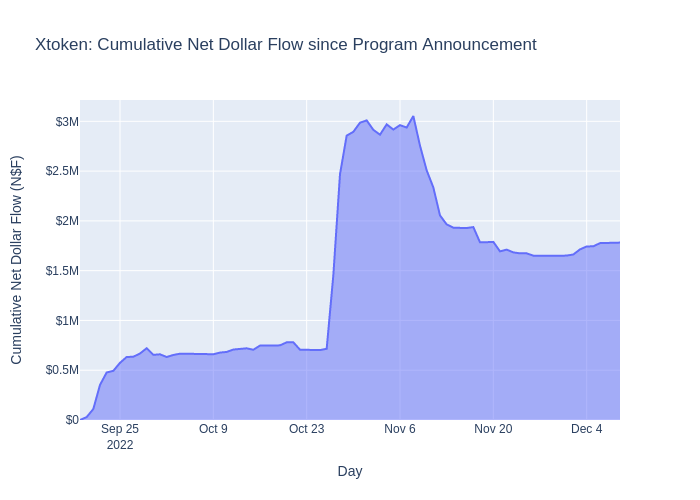 Xtoken: Cumulative Net Dollar Flow since Program Announcement
Cumulative Net Dollar Flow (N$F)
$3M
$2.5M
$2M
$1.5M
$1M
$0.5M
$0
Sep 25
2022
Oct 9
Oct 23
Nov 6
Nov 20
Dec 4
Day